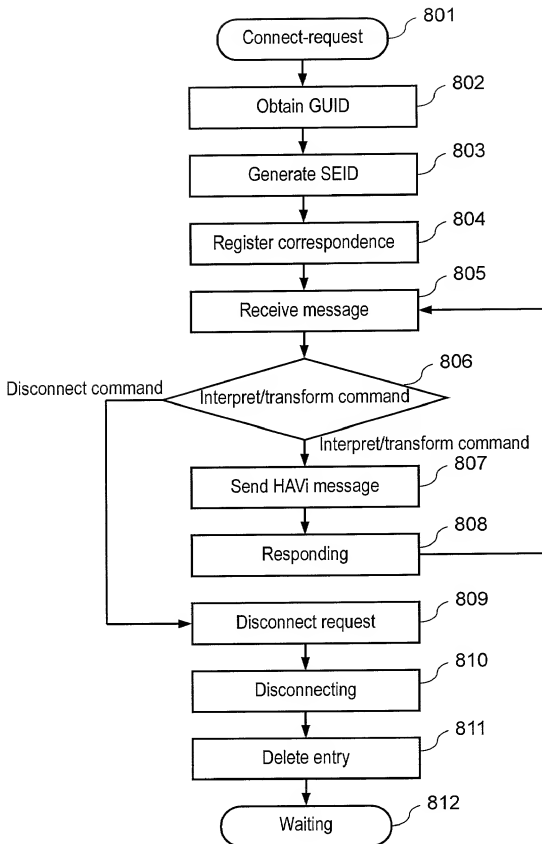 801
Connect-request
802
Obtain GUID
803
Generate SEID
804
Register correspondence
805
Receive message
806
Disconnect command
Interpret/transform command
Interpret/transform command
807
Send HAVi message
808
Responding
809
Disconnect request
810
Disconnecting
811
Delete entry
812
Waiting